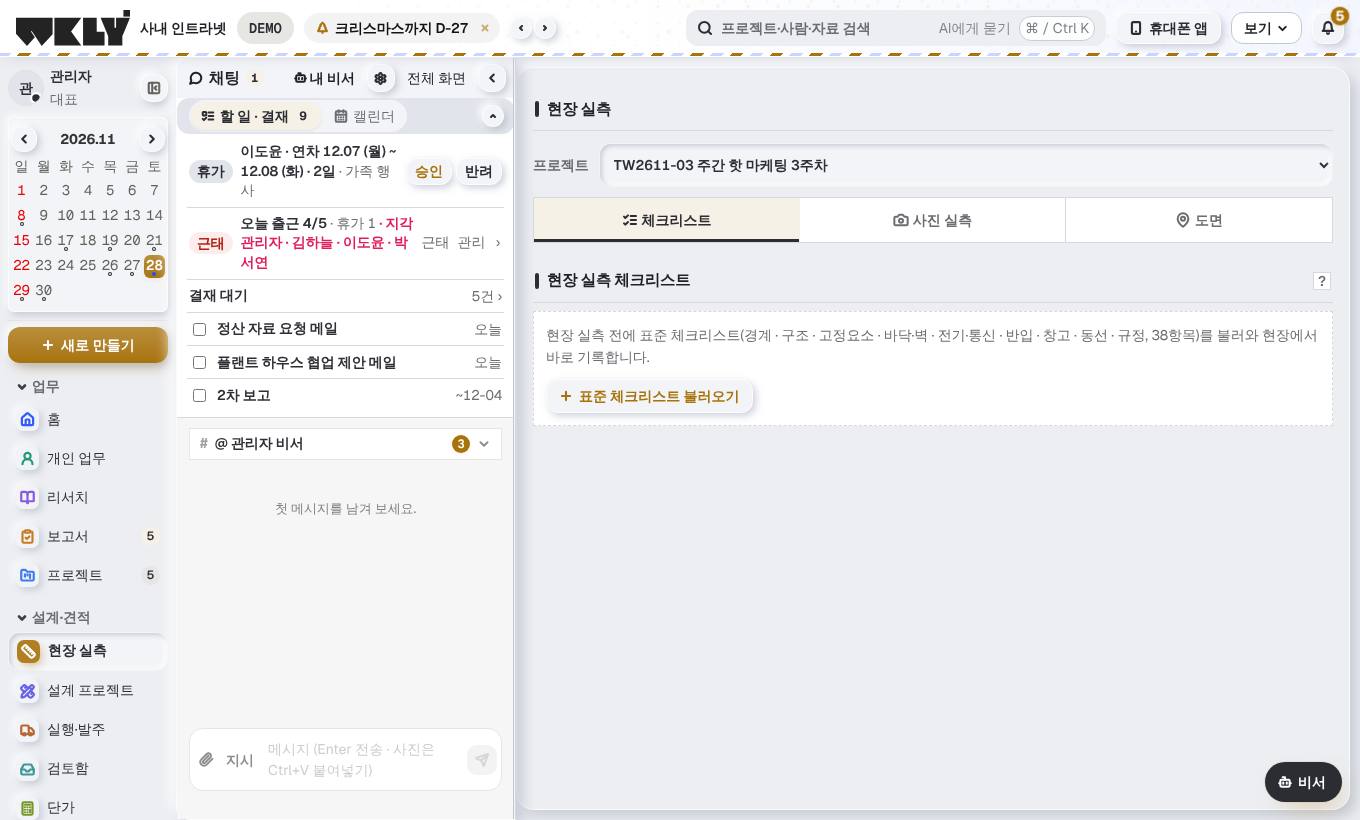 WKLY 사내 인트라넷 DEMO 크리스마스까지 D-27 ×
프로젝트·사람·자료 검색 AI에게 묻기 ⌘ / Ctrl K
휴대폰 앱 보기 5
관 관리자
대표
2026.11
일 월 화 수 목 금 토
1 2 3 4 5 6 7
8 9 10 11 12 13 14
15 16 17 18 19 20 21
22 23 24 25 26 27 28
29 30
+ 새로 만들기
업무
홈
개인 업무
리서치
보고서 5
프로젝트 5
설계·견적
현장 실측
설계 프로젝트
실행·발주
검토함
단가
채팅 1 내 비서 전체 화면
할 일 · 결재 9 캘린더
휴가 이도윤 · 연차 12.07 (월) ~
12.08 (화) · 2일 · 가족 행
사
승인 반려
근태 오늘 출근 4/5 · 휴가 1 · 지각
관리자 · 김하늘 · 이도윤 · 박
서연
근태 관리 ›
결재 대기 5건 ›
정산 자료 요청 메일 오늘
플랜트 하우스 협업 제안 메일 오늘
2차 보고 ~12-04
# @ 관리자 비서 3
첫 메시지를 남겨 보세요.
지시 메시지 (Enter 전송 · 사진은
Ctrl+V 붙여넣기)
현장 실측
프로젝트 TW2611-03 주간 핫 마케팅 3주차
체크리스트 사진 실측 도면
현장 실측 체크리스트 ?
현장 실측 전에 표준 체크리스트(경계 · 구조 · 고정요소 · 바닥·벽 · 전기·통신 · 반입 · 창고 · 동선 · 규정, 38항목)를 불러와 현장에서
바로 기록합니다.
+ 표준 체크리스트 불러오기
비서